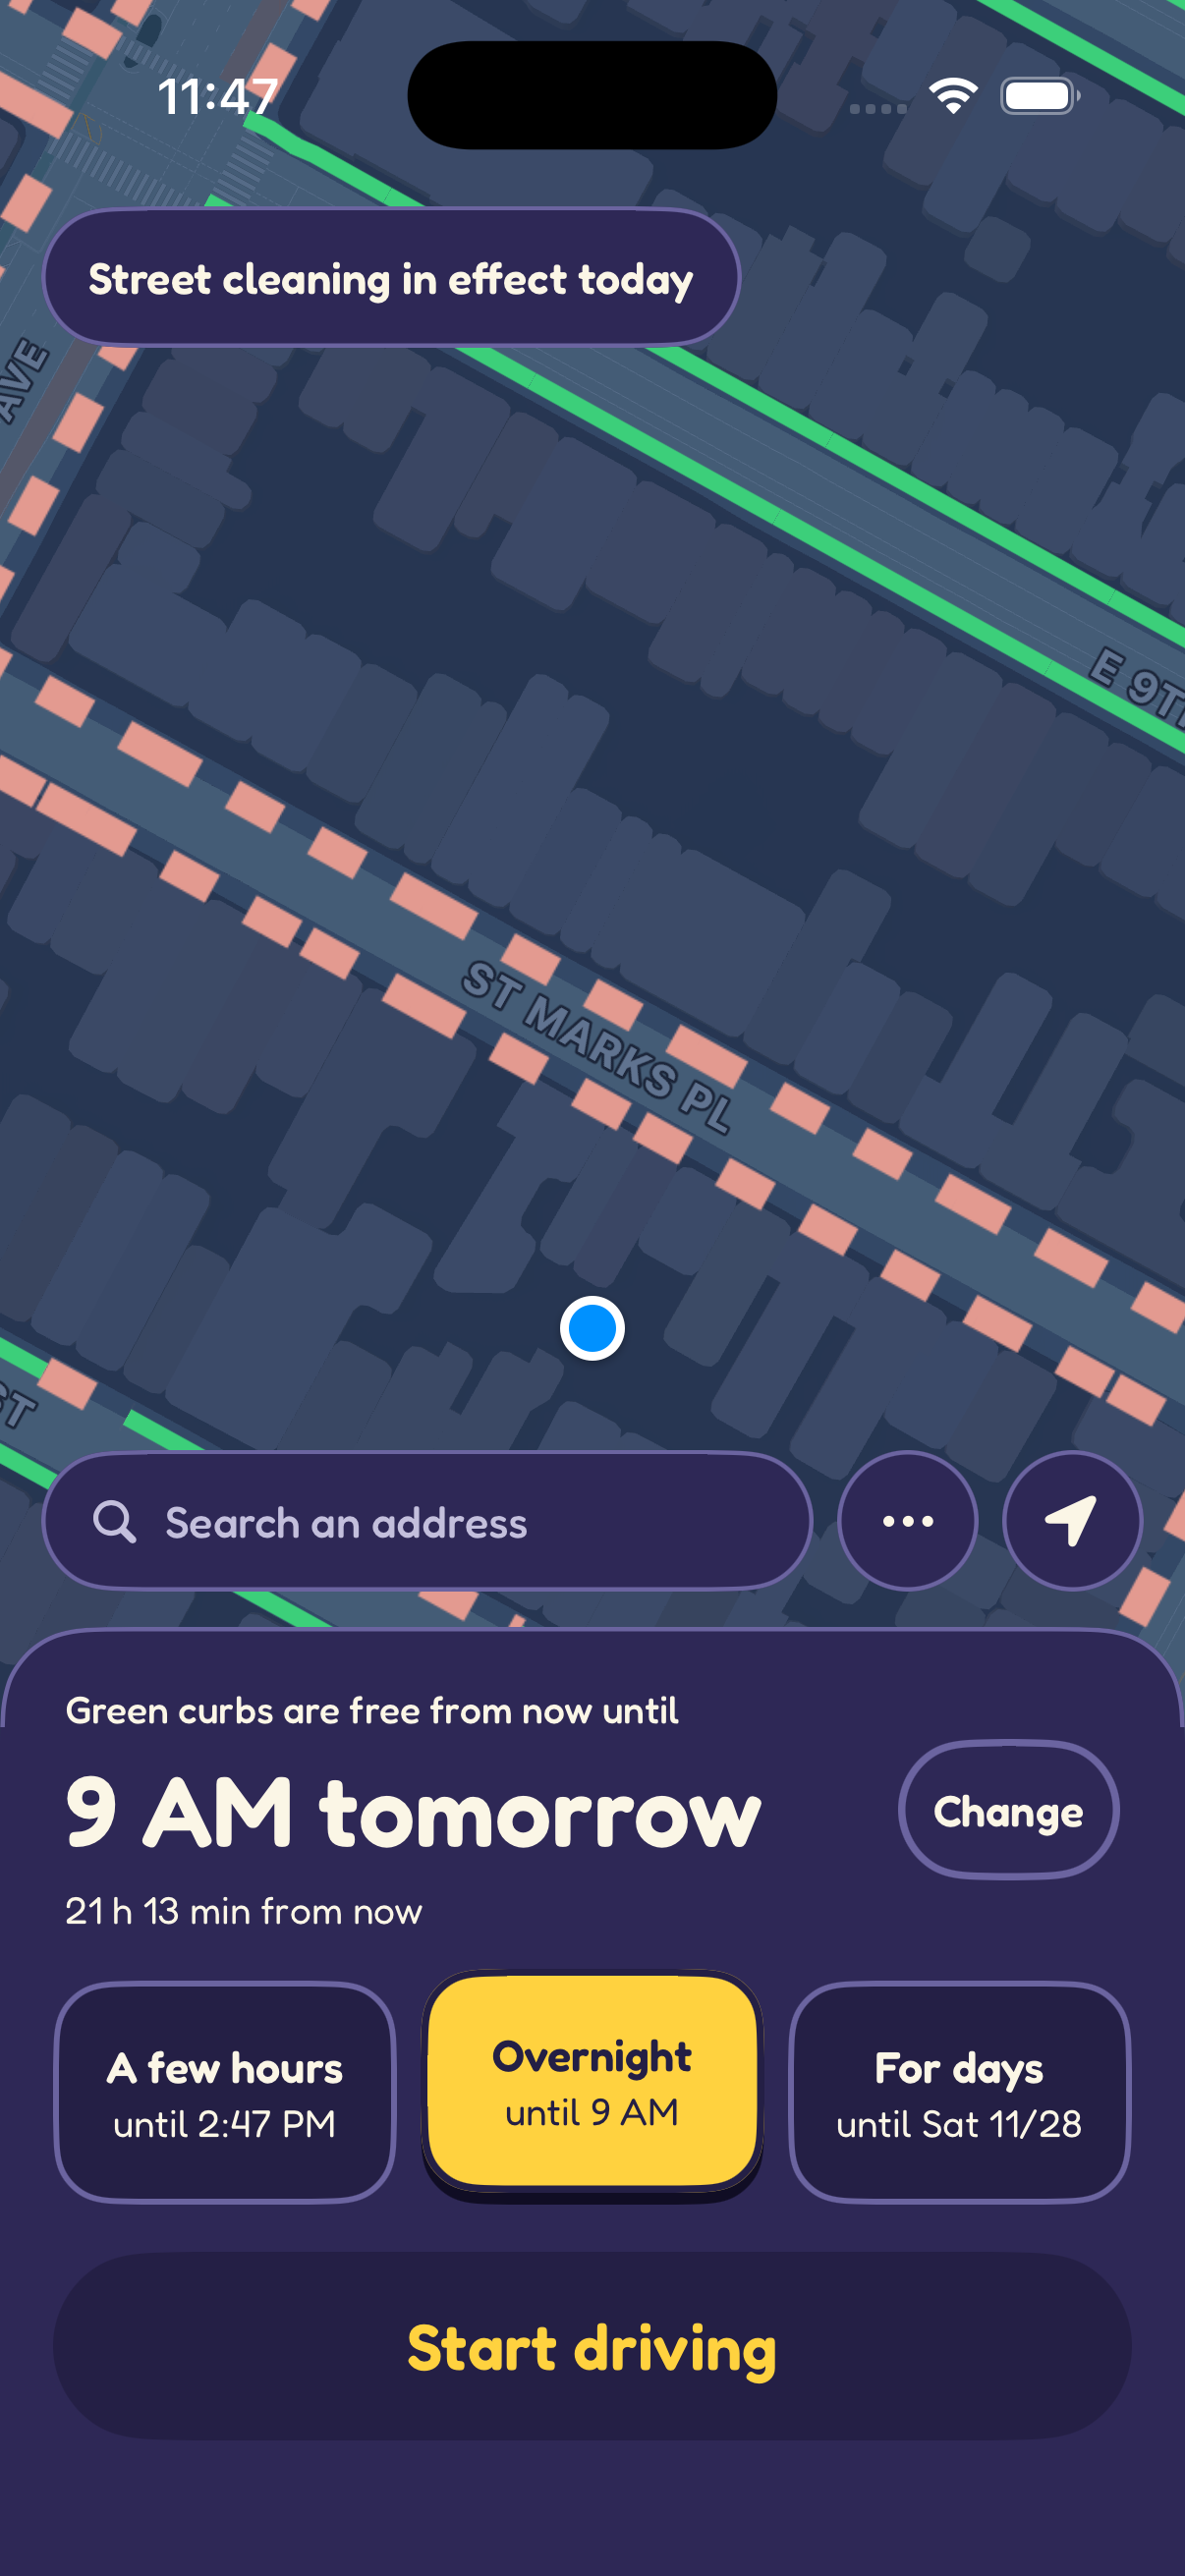 11:47
Street cleaning in effect today
AVE
E 9TH
ST MARKS PL
ST
Search an address
Green curbs are free from now until
9 AM tomorrow
Change
21 h 13 min from now
A few hours
until 2:47 PM
Overnight
until 9 AM
For days
until Sat 11/28
Start driving